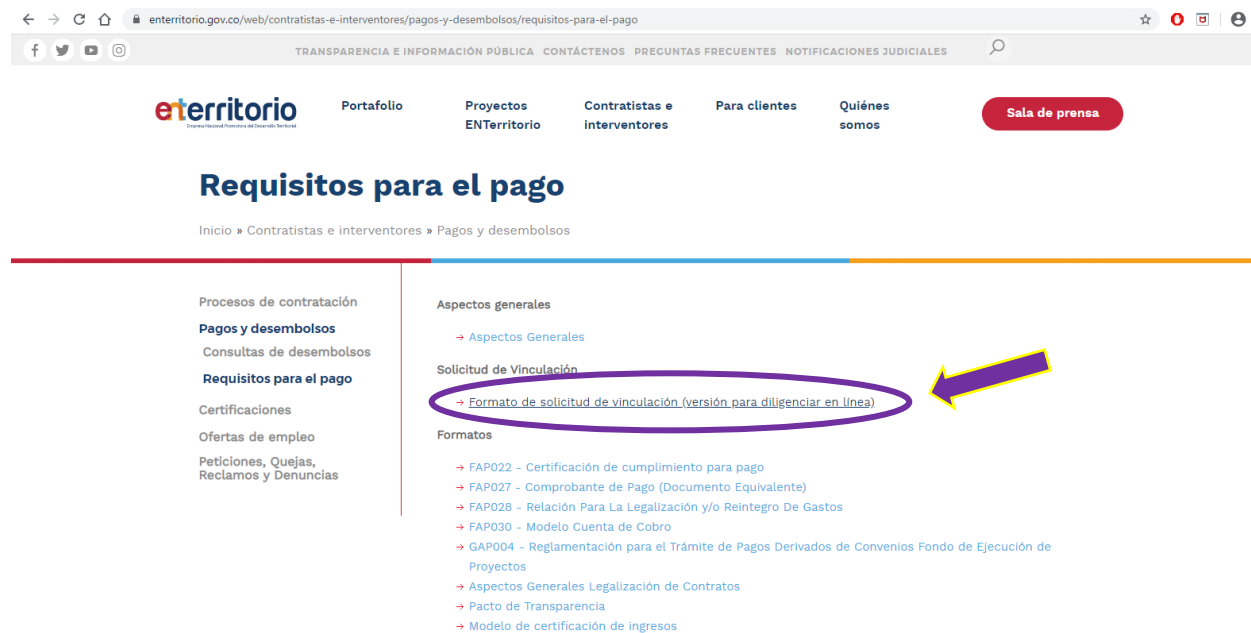 enterritorio.gov.co/web/contratistas-e-interventores/pagos-y-desembolsos/requisitos-para-el-pago
TRANSPARENCIA E INFORMACIÓN PÚBLICA CONTÁCTENOS PREGUNTAS FRECUENTES NOTIFICACIONES JUDICIALES
enterritorio
Empresa Nacional Promotora del Desarrollo Territorial
Portafolio
Proyectos
ENTerritorio
Contratistas e
interventores
Para clientes
Quiénes
somos
Sala de prensa
Requisitos para el pago
Inicio » Contratistas e interventores » Pagos y desembolsos
Procesos de contratación
Pagos y desembolsos
Consultas de desembolsos
Requisitos para el pago
Certificaciones
Ofertas de empleo
Peticiones, Quejas,
Reclamos y Denuncias
Aspectos generales
→ Aspectos Generales
Solicitud de Vinculación
→ Formato de solicitud de vinculación (versión para diligenciar en línea)
Formatos
→ FAP022 - Certificación de cumplimiento para pago
→ FAP027 - Comprobante de Pago (Documento Equivalente)
→ FAP028 - Relación Para La Legalización y/o Reintegro De Gastos
→ FAP030 - Modelo Cuenta de Cobro
→ GAP004 - Reglamentación para el Trámite de Pagos Derivados de Convenios Fondo de Ejecución de
Proyectos
→ Aspectos Generales Legalización de Contratos
→ Pacto de Transparencia
→ Modelo de certificación de ingresos